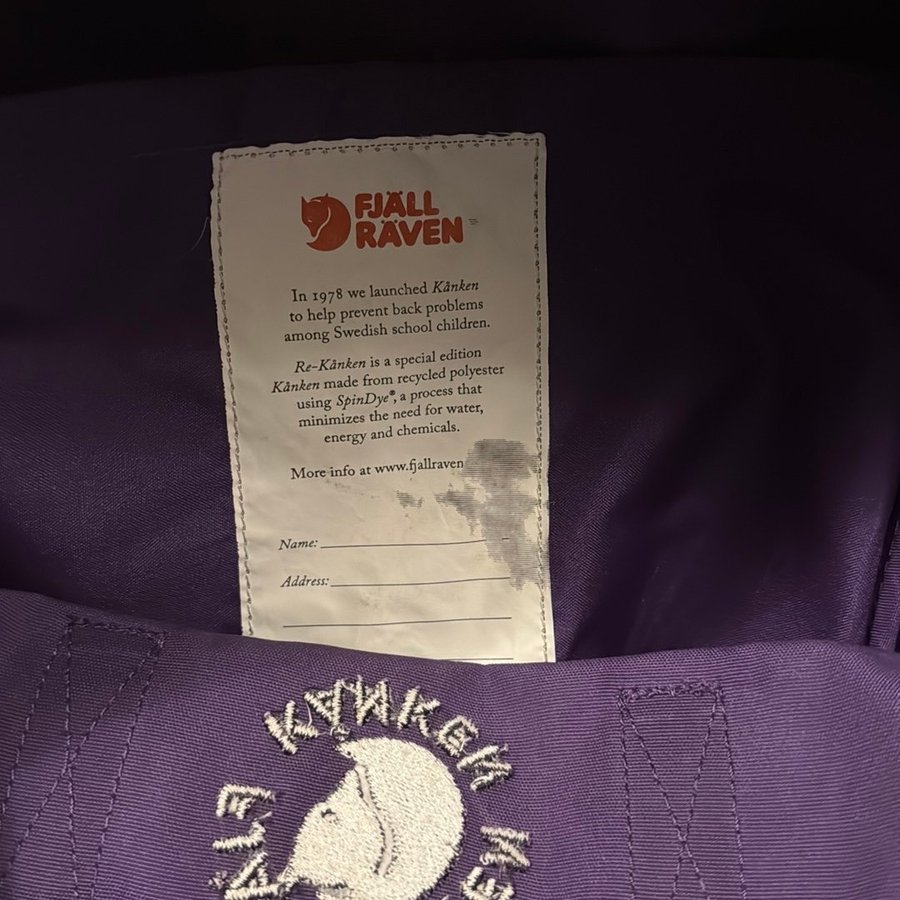 FJÄLL
RÄVEN
In 1978 we launched Kånken
to help prevent back problems
among Swedish school children.
Re-Kånken is a special edition
Kånken made from recycled polyester
using SpinDye®, a process that
minimizes the need for water,
energy and chemicals.
More info at www.fjallraven
Name:
Address:
KÅNKEN